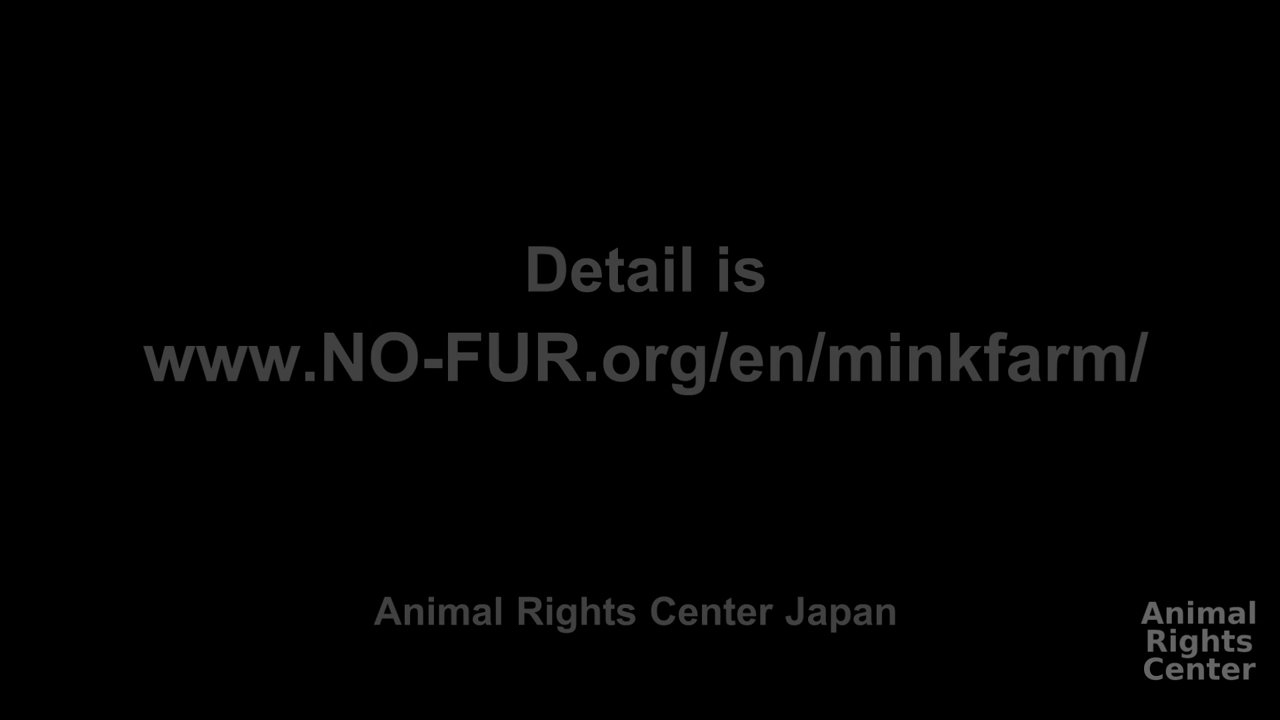 Detail is
www.NO-FUR.org/en/minkfarm/
Animal Rights Center Japan
Animal
Rights
Center